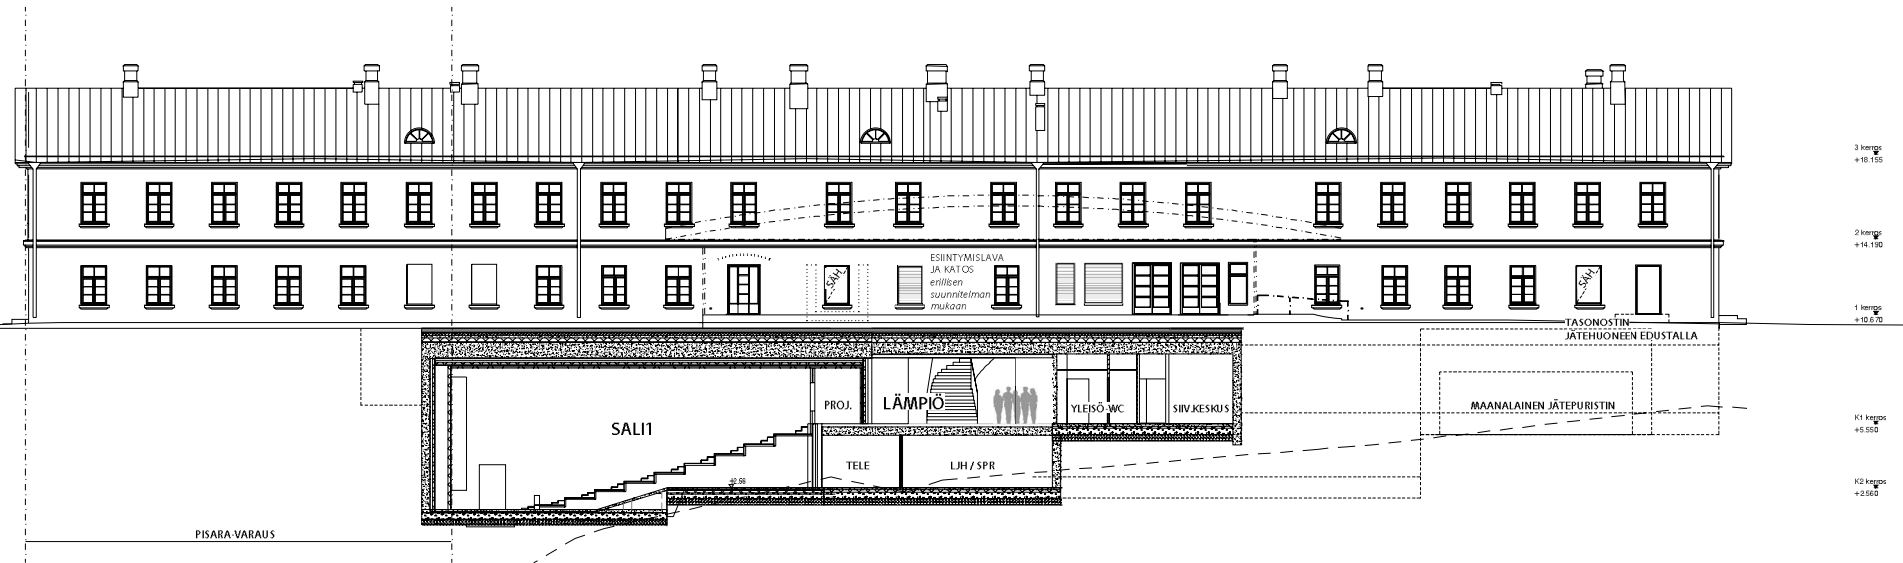 3 kerros
+18.155
2 kerros
+14.190
ESIINTYMISLAVA
JA KATOS
erillisen
suunnitelman
mukaan
SÄH.
SÄH.
1 kerros
+10.670
TASONOSTIN
JÄTEHUONEEN EDUSTALLA
SALI1
PROJ.
LÄMPIÖ
YLEISÖ-WC
SIIV.KESKUS
MAANALAINEN JÄTEPURISTIN
K1 kerros
+5.550
TELE
LJH / SPR
+2.56
K2 kerros
+2.560
PISARA-VARAUS